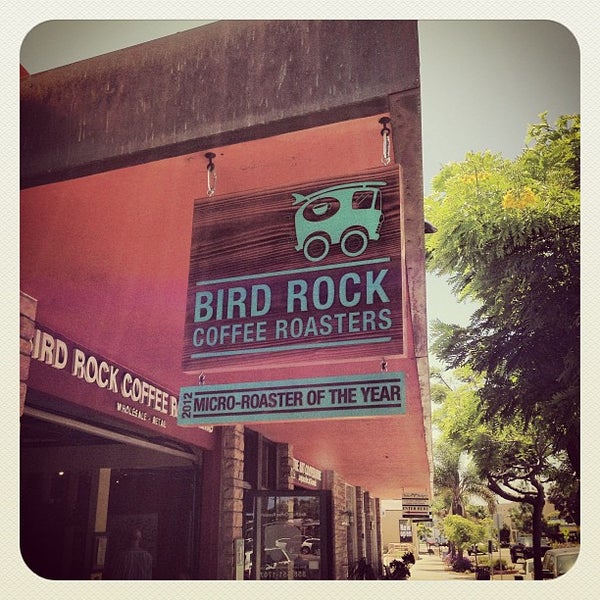 BIRD ROCK
COFFEE ROASTERS
2012 MICRO-ROASTER OF THE YEAR
IRD ROCK COFFEE R
WHOLESALE - RETAIL